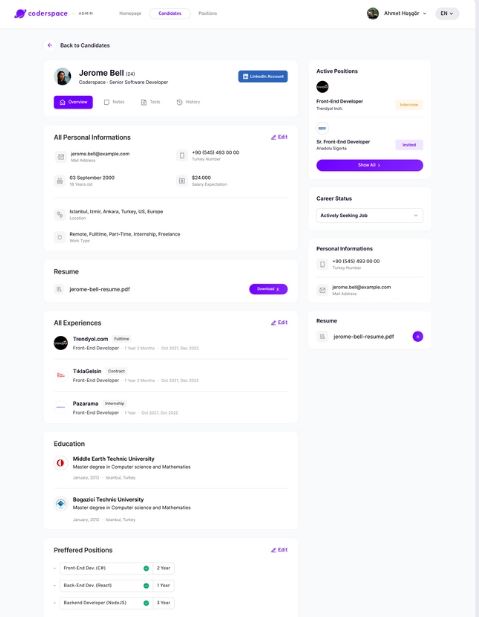 coderspace ADMIN Homepage Candidates Positions Ahmet Hoşgör EN
Back to Candidates
Jerome Bell (24)
Coderspace · Senior Software Developer
LinkedIn Account
Overview Notes Tests History
All Personal Informations
Edit
jerome.bell@example.com
Mail Address
+90 (545) 493 00 00
Turkey Number
03 September 2000
$24.000
Salary Expectation
Istanbul, Izmir, Ankara, Turkey, US, Europe
Location
Remote, Fulltime, Part-Time, Internship, Freelance
Work Type
Resume
jerome-bell-resume.pdf
Download
All Experiences
Edit
Trendyol.com Fulltime
Front-End Developer · 1 Year 2 Months · Oct 2021, Dec 2022
TiklaGelsin Contract
Front-End Developer · 1 Year 2 Months · Oct 2021, Dec 2022
Pazarama Internship
Front-End Developer · 1 Year · Oct 2021, Oct 2022
Education
Middle Earth Technic University
Master degree in Computer science and Mathematics
January, 2012 · Istanbul, Turkey
Bogazici Technic University
Master degree in Computer science and Mathematics
January, 2012 · Istanbul, Turkey
Preffered Positions
Edit
Front-End Dev. (C#) 2 Year
Back-End Dev. (React) 1 Year
Backend Developer (NodeJS) 3 Year
Active Positions
Front-End Developer
Trendyol Inch.
Interview
Sr. Front-End Developer
Anadolu Sigorta
Invited
Show All
Career Status
Actively Seeking Job
Personal Informations
+90 (545) 493 00 00
Turkey Number
jerome.bell@example.com
Mail Address
Resume
jerome-bell-resume.pdf